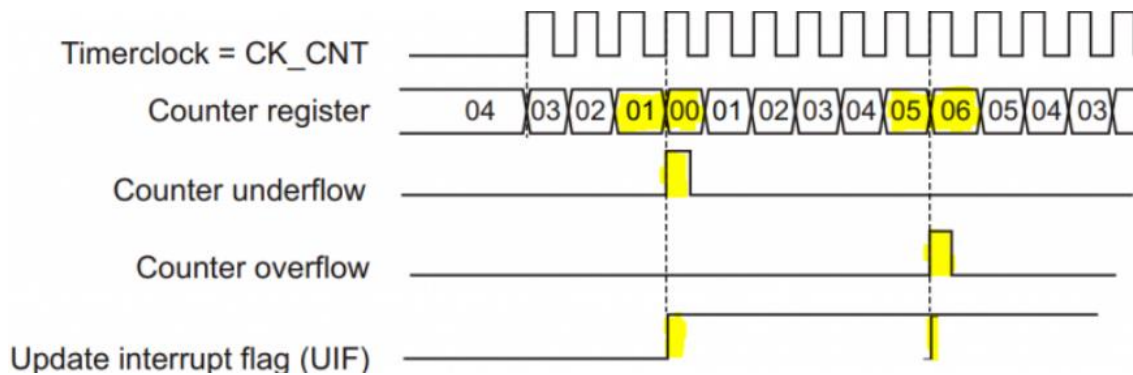 Timerclock = CK_CNT
Counter register 04 03 02 01 00 01 02 03 04 05 06 05 04 03
Counter underflow
Counter overflow
Update interrupt flag (UIF)